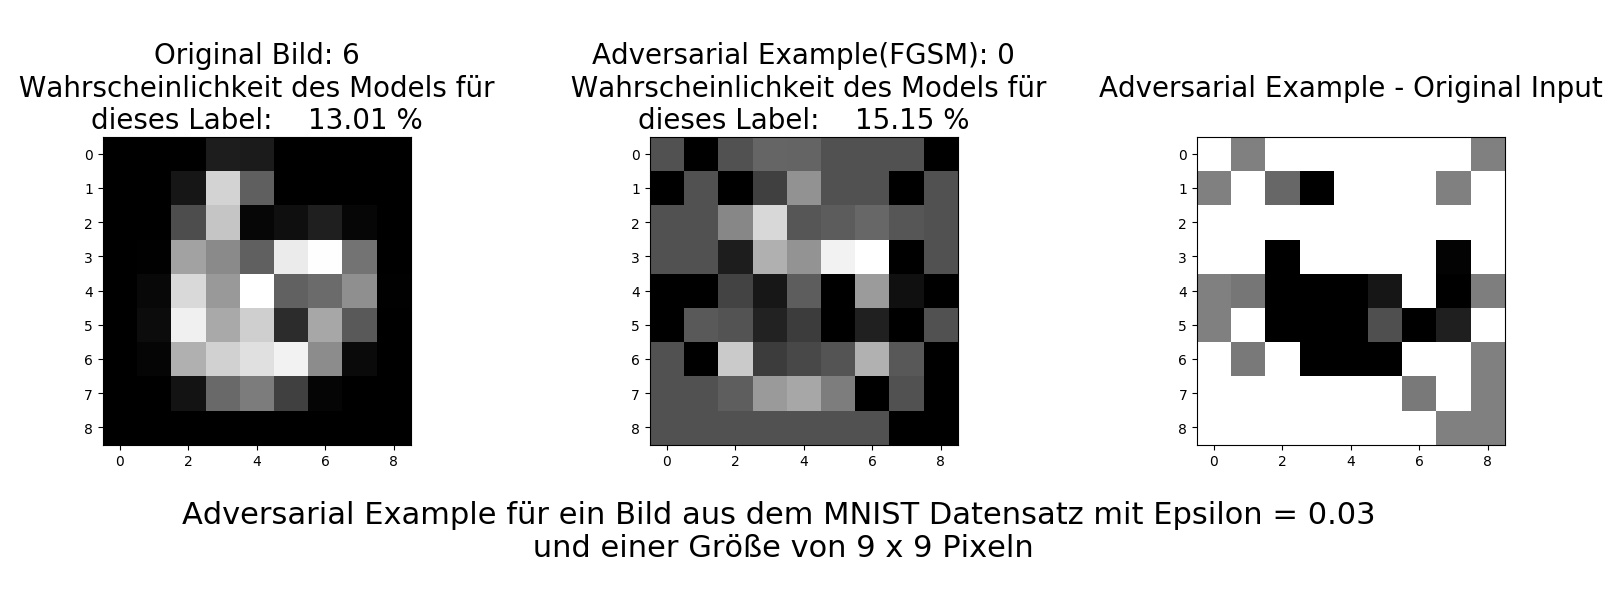 Original Bild: 6
Wahrscheinlichkeit des Models für
dieses Label: 13.01 %
0
1
2
3
4
5
6
7
8
0 2 4 6 8
Adversarial Example(FGSM): 0
Wahrscheinlichkeit des Models für
dieses Label: 15.15 %
0
1
2
3
4
5
6
7
8
0 2 4 6 8
Adversarial Example - Original Input
0
1
2
3
4
5
6
7
8
0 2 4 6 8
Adversarial Example für ein Bild aus dem MNIST Datensatz mit Epsilon = 0.03
und einer Größe von 9 x 9 Pixeln